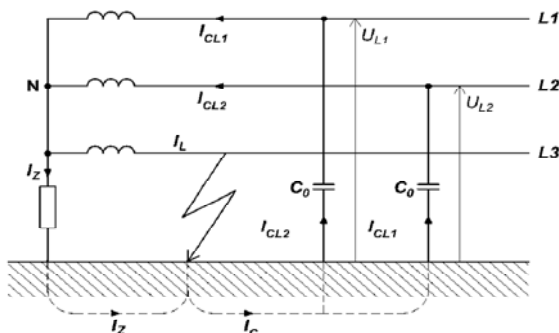 L1
I_CL1
U_L1
N
L2
I_CL2
U_L2
I_L
L3
I_Z
C_0
C_0
I_CL2
I_CL1
I_Z
I_C